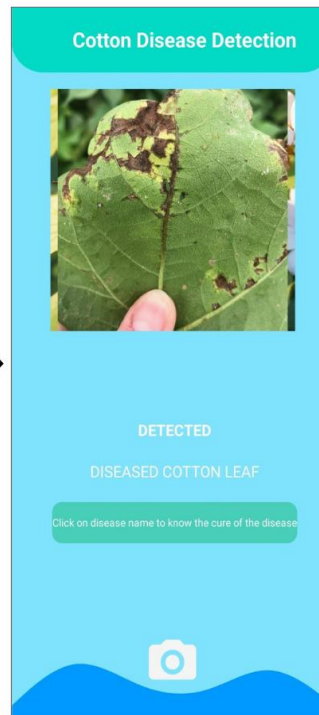 Cotton Disease Detection
DETECTED
DISEASED COTTON LEAF
Click on disease name to know the cure of the disease